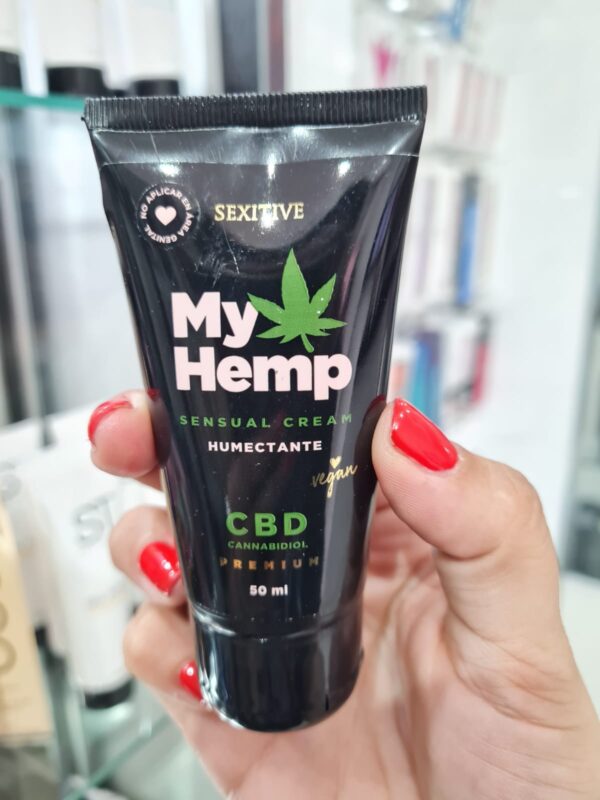 SEXITIVE
NO APLICAR EN ÁREA GENITAL
My
Hemp
SENSUAL CREAM
HUMECTANTE
vegan
CBD
CANNABIDIOL
PREMIUM
50 ml